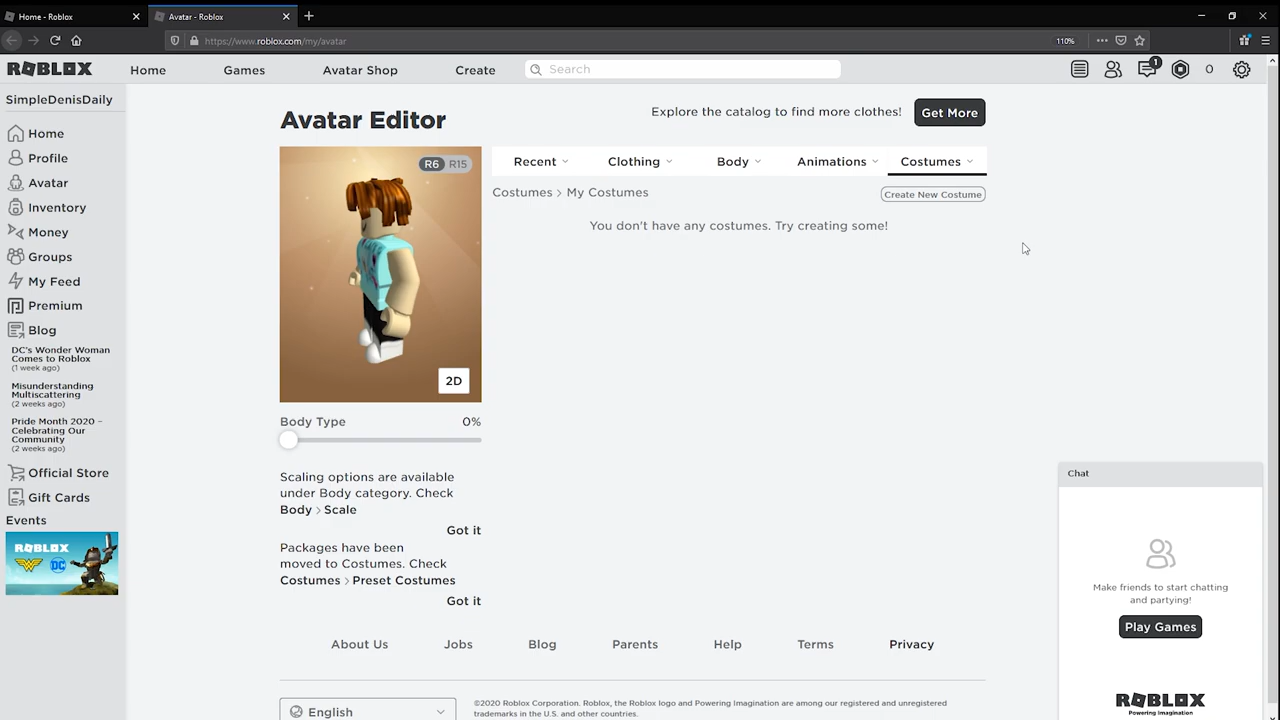 Home - Roblox
Avatar - Roblox
https://www.roblox.com/my/avatar
110%
ROBLOX
Home
Games
Avatar Shop
Create
Search
1
0
SimpleDenisDaily
Home
Profile
Avatar
Inventory
Money
Groups
My Feed
Premium
Blog
DC's Wonder Woman
Comes to Roblox
(1 week ago)
Misunderstanding
Multiscattering
(2 weeks ago)
Pride Month 2020 –
Celebrating Our
Community
(2 weeks ago)
Official Store
Gift Cards
Events
ROBLOX
DC
Avatar Editor
Explore the catalog to find more clothes!
Get More
R6 R15
2D
Body Type 0%
Scaling options are available
under Body category. Check
Body > Scale
Got it
Packages have been
moved to Costumes. Check
Costumes > Preset Costumes
Got it
Recent
Clothing
Body
Animations
Costumes
Costumes > My Costumes
Create New Costume
You don't have any costumes. Try creating some!
Chat
Make friends to start chatting
and partying!
Play Games
ROBLOX
Powering Imagination
About Us
Jobs
Blog
Parents
Help
Terms
Privacy
English
©2020 Roblox Corporation. Roblox, the Roblox logo and Powering Imagination are among our registered and unregistered
trademarks in the U.S. and other countries.